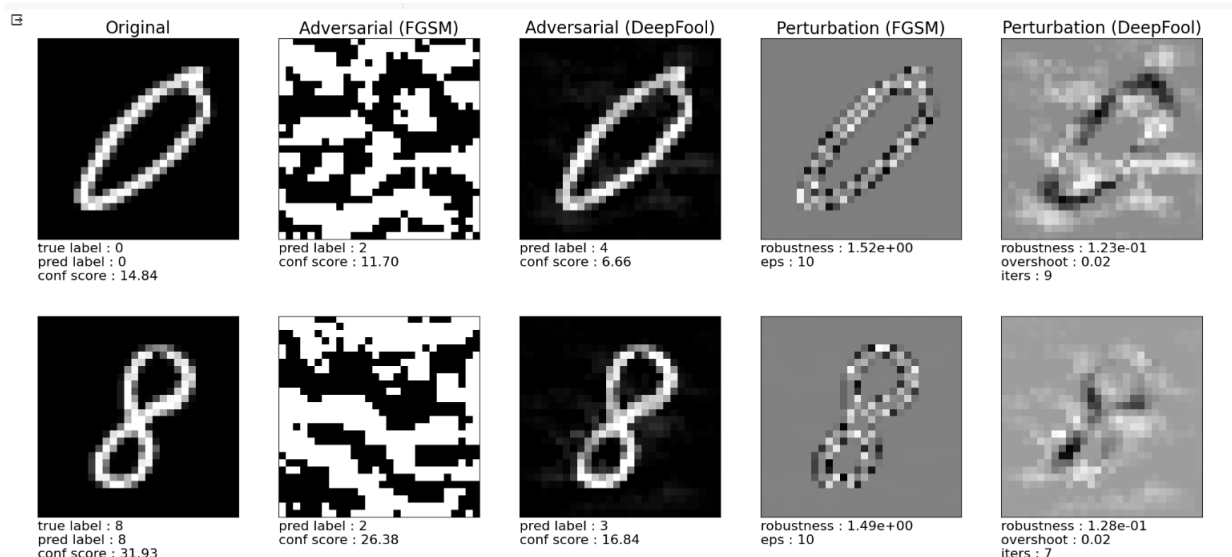 Original
Adversarial (FGSM)
Adversarial (DeepFool)
Perturbation (FGSM)
Perturbation (DeepFool)
true label : 0
pred label : 0
conf score : 14.84
pred label : 2
conf score : 11.70
pred label : 4
conf score : 6.66
robustness : 1.52e+00
eps : 10
robustness : 1.23e-01
overshoot : 0.02
iters : 9
true label : 8
pred label : 8
conf score : 31.93
pred label : 2
conf score : 26.38
pred label : 3
conf score : 16.84
robustness : 1.49e+00
eps : 10
robustness : 1.28e-01
overshoot : 0.02
iters : 7